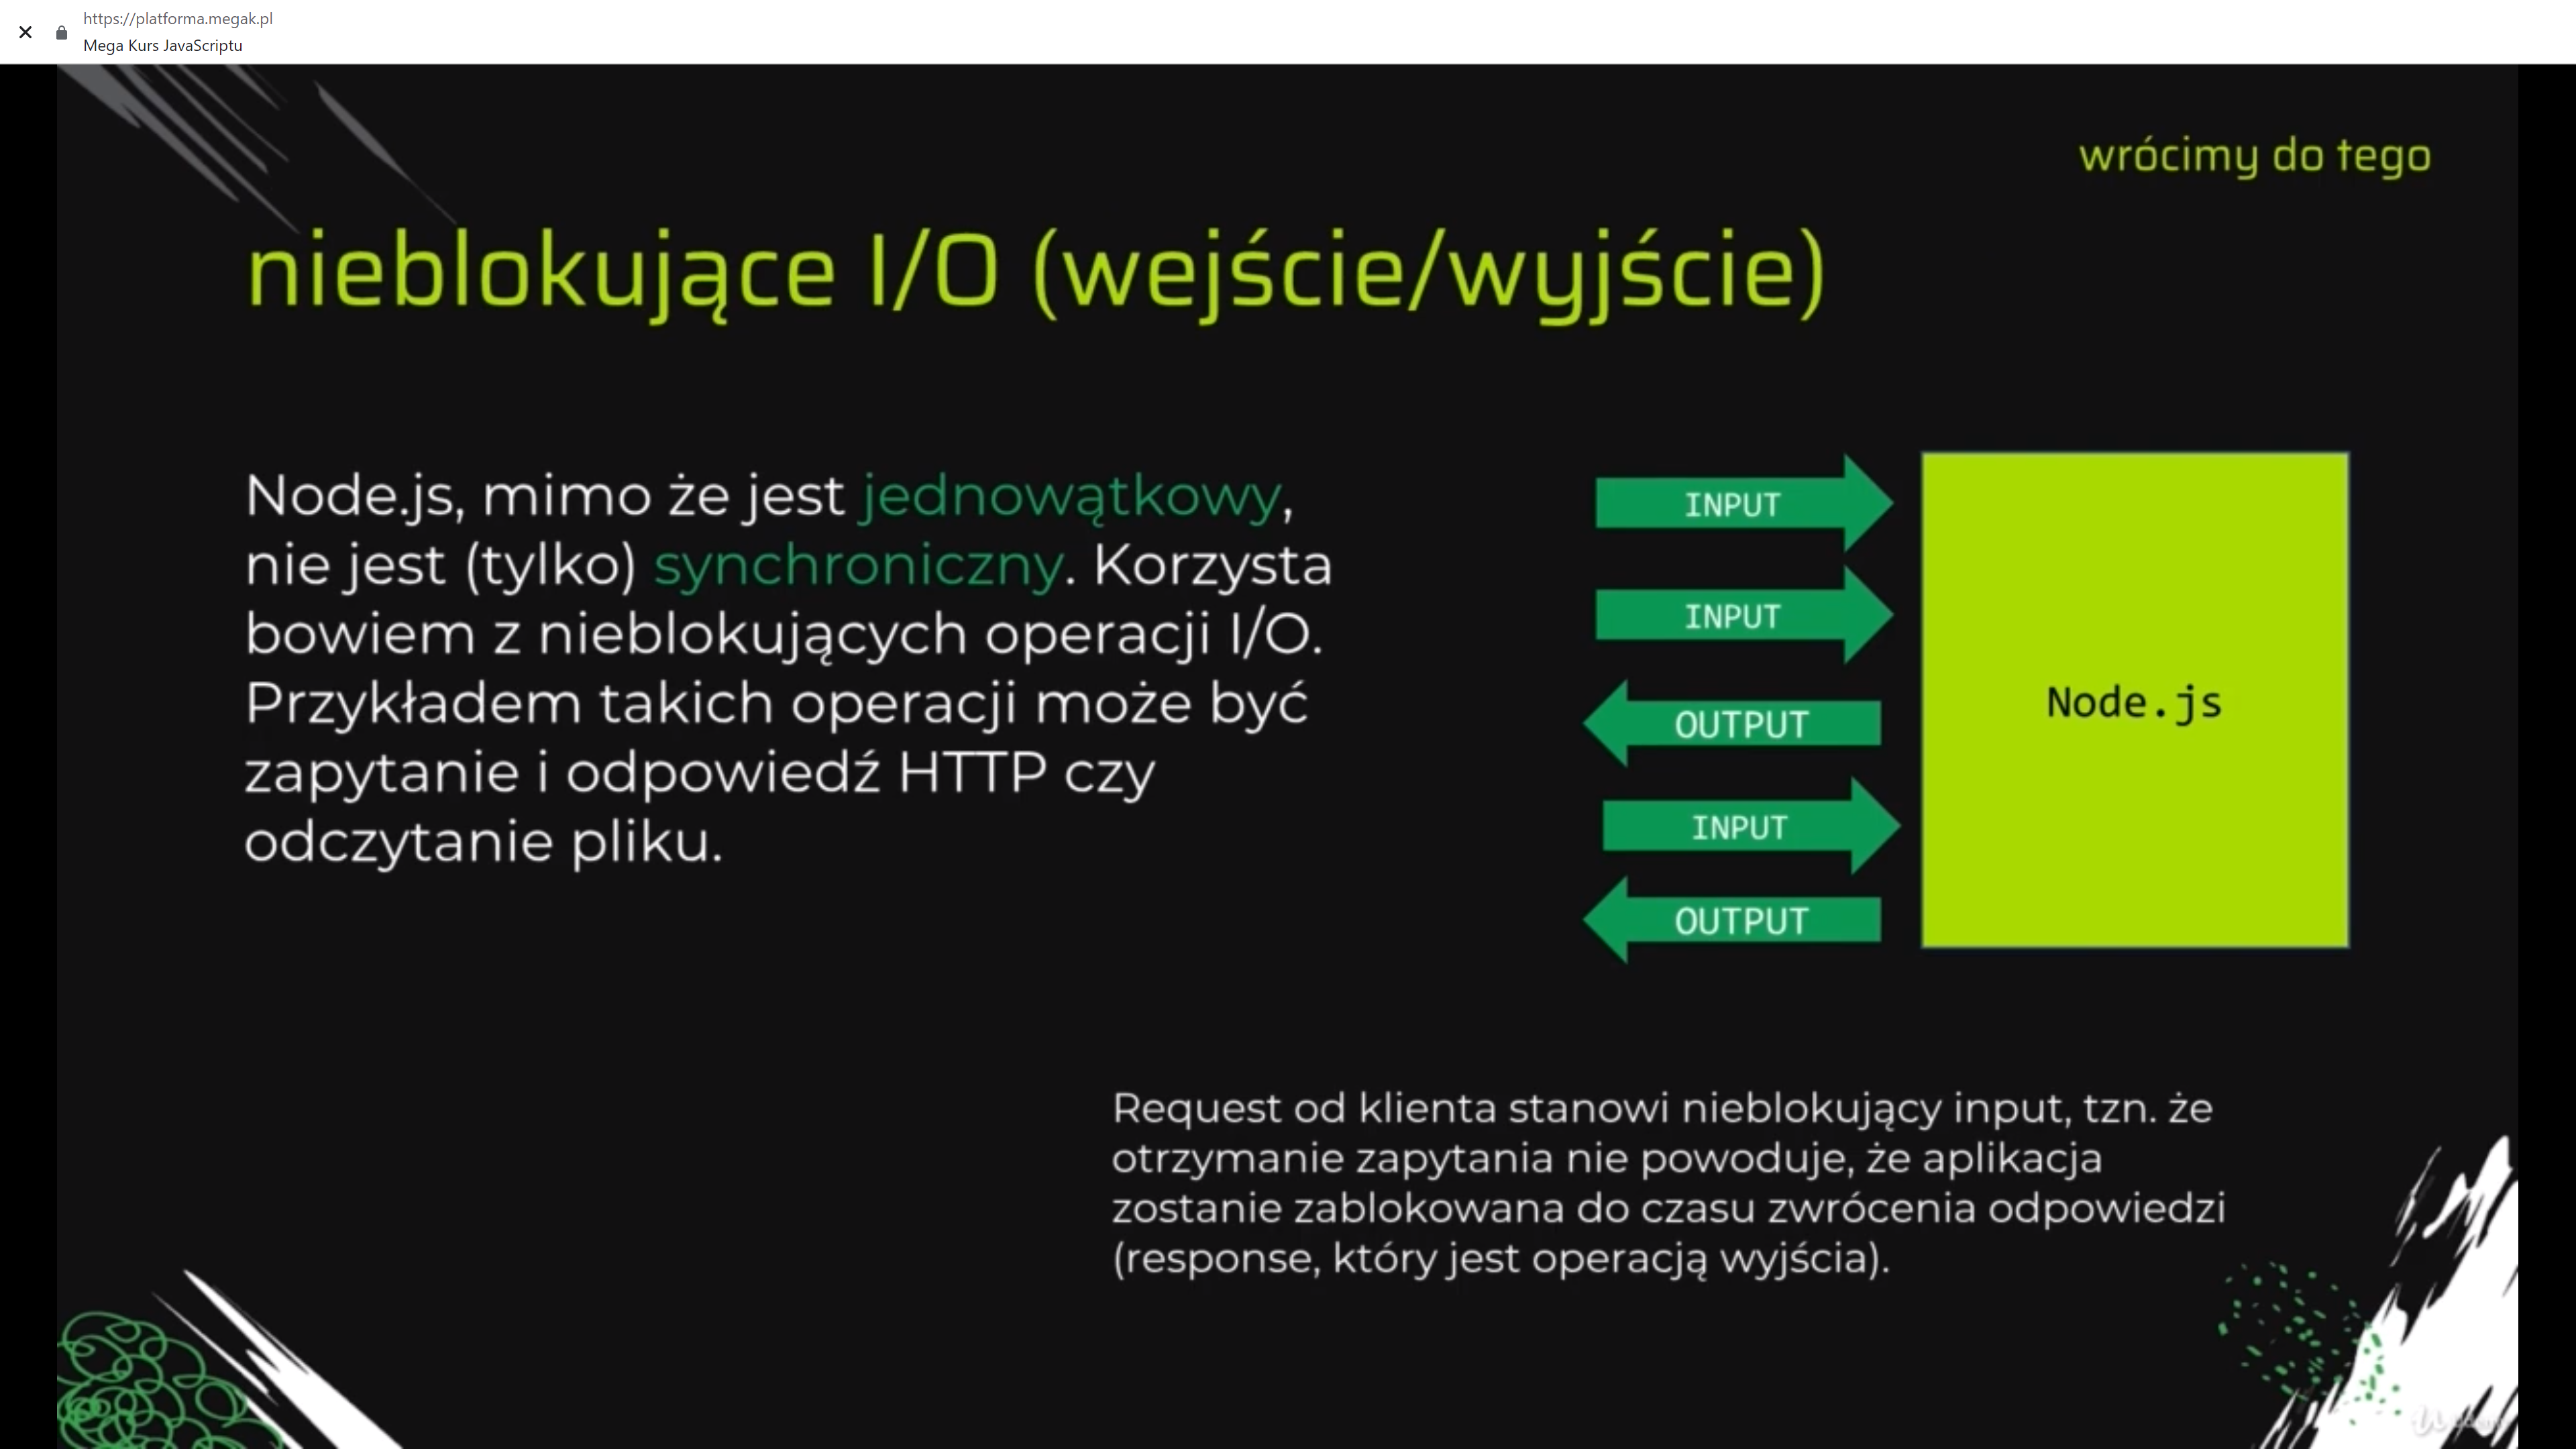 https://platforma.megak.pl
Mega Kurs JavaScriptu
wrócimy do tego
nieblokujące I/O (wejście/wyjście)
Node.js, mimo że jest jednowątkowy,
nie jest (tylko) synchroniczny. Korzysta
bowiem z nieblokujących operacji I/O.
Przykładem takich operacji może być
zapytanie i odpowiedź HTTP czy
odczytanie pliku.
INPUT
INPUT
OUTPUT
INPUT
OUTPUT
Node.js
Request od klienta stanowi nieblokujący input, tzn. że
otrzymanie zapytania nie powoduje, że aplikacja
zostanie zablokowana do czasu zwrócenia odpowiedzi
(response, który jest operacją wyjścia).